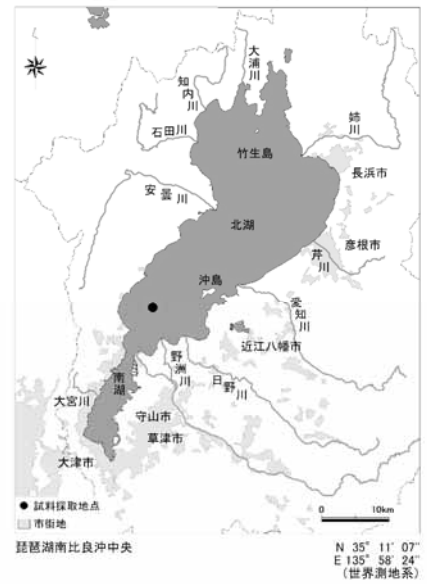 大浦川
知内川
石田川
姉川
竹生島
長浜市
安曇川
北湖
彦根市
芹川
沖島
愛知川
近江八幡市
野洲川
日野川
南湖
大宮川
守山市
草津市
大津市
試料採取地点
市街地
0 10km
琵琶湖南比良沖中央
N 35° 11' 07"
E 135° 58' 24"
(世界測地系)